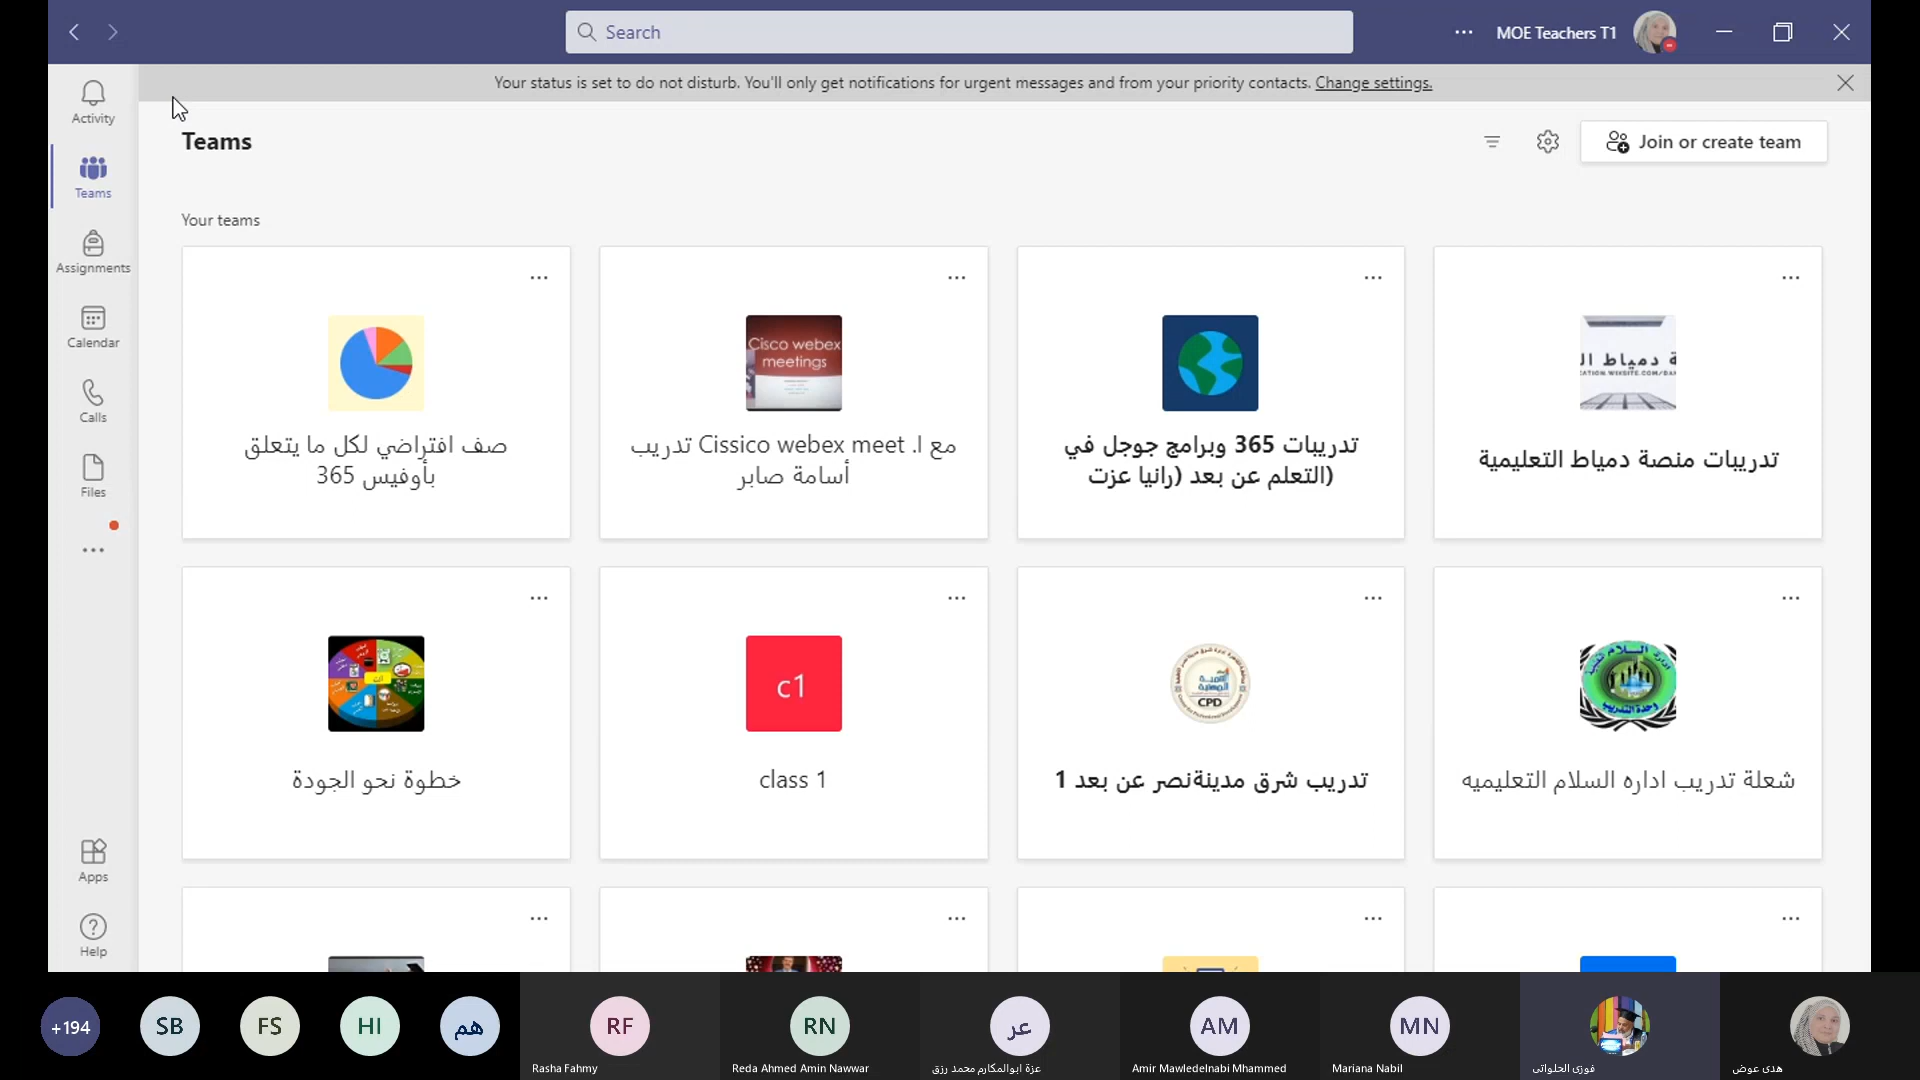 Search
MOE Teachers T1
Your status is set to do not disturb. You'll only get notifications for urgent messages and from your priority contacts. Change settings.
Activity
Teams
Assignments
Calendar
Calls
Files
Apps
Help
Teams
Join or create team
Your teams
صف افتراضي لكل ما يتعلق
بأوفيس 365
Cisco webex
meetings
مع ا. Cissico webex meet تدريب
أسامة صابر
تدريبات 365 وبرامج جوجل في
(التعلم عن بعد (رانيا عزت
تدريبات منصة دمياط التعليمية
خطوة نحو الجودة
c1
class 1
CPD
تدريب شرق مدينةنصر عن بعد 1
وحدة التدريب
شعلة تدريب اداره السلام التعليميه
+194
SB
FS
HI
هم
RF
Rasha Fahmy
RN
Reda Ahmed Amin Nawwar
عر
عزة ابوالمكارم محمد رزق
AM
Amir Mawledelnabi Mhammed
MN
Mariana Nabil
فوزى الحلواتى
هدى عوض